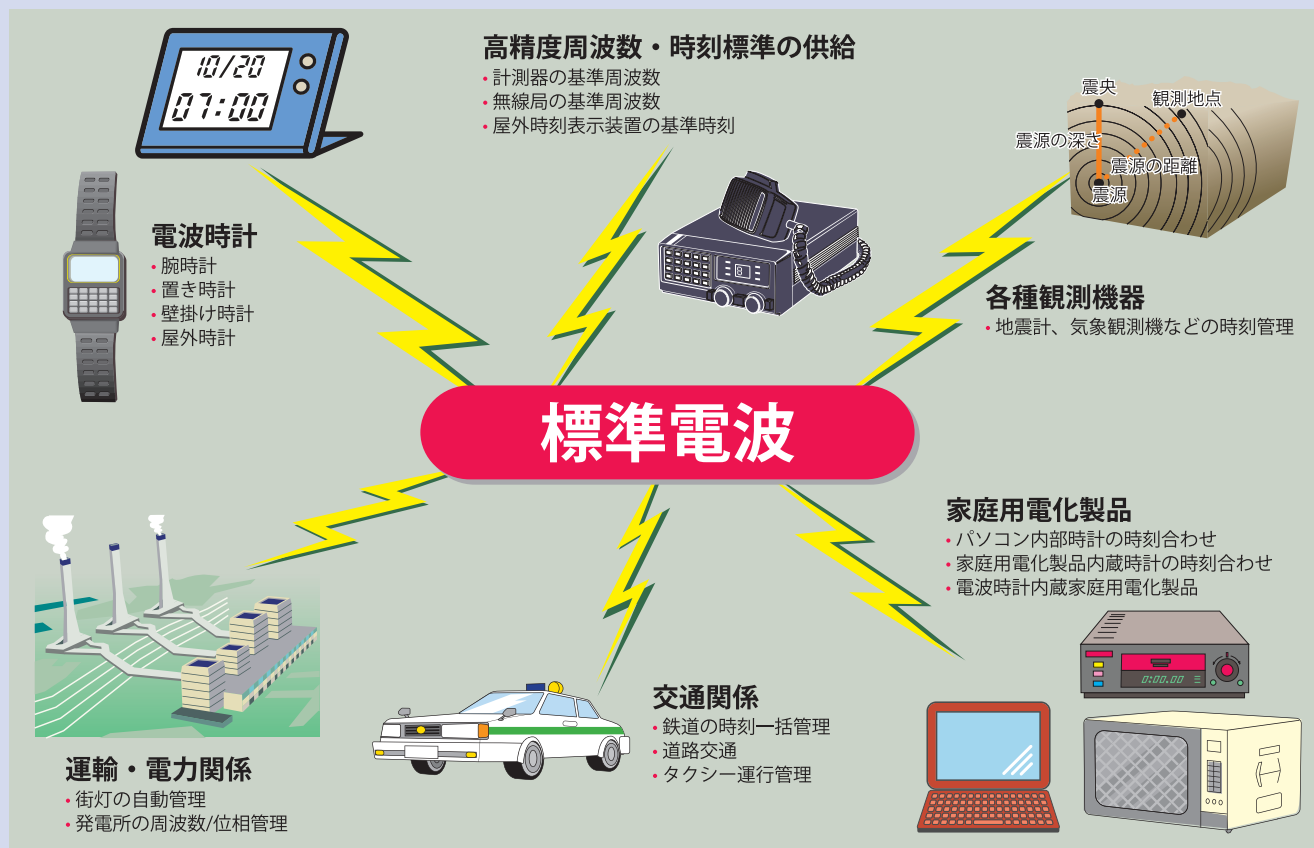 10/20
07:00
高精度周波数・時刻標準の供給
• 計測器の基準周波数
• 無線局の基準周波数
• 屋外時刻表示装置の基準時刻
8
震央
観測地点
震源の深さ
震源の距離
震源
電波時計
• 腕時計
• 置き時計
• 壁掛け時計
• 屋外時計
各種観測機器
• 地震計、気象観測機などの時刻管理
標準電波
家庭用電化製品
• パソコン内部時計の時刻合わせ
• 家庭用電化製品内蔵時計の時刻合わせ
• 電波時計内蔵家庭用電化製品
0:00.00
運輸・電力関係
• 街灯の自動管理
• 発電所の周波数/位相管理
交通関係
• 鉄道の時刻一括管理
• 道路交通
• タクシー運行管理